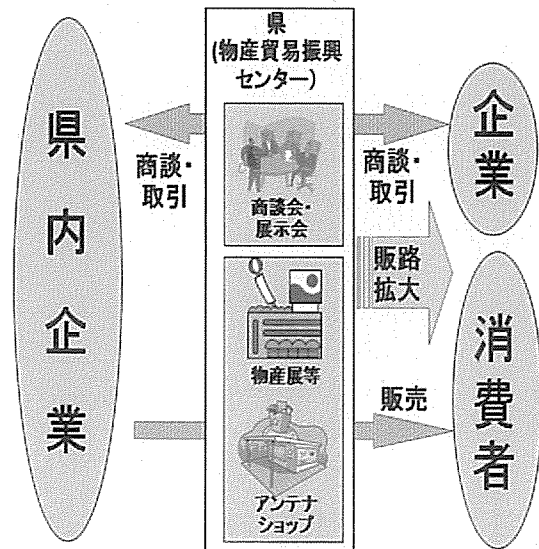 県
(物産貿易振興
センター)
県内企業
商談・
取引
商談会・
展示会
商談・
取引
企業
販路
拡大
物産展等
販売
消費者
アンテナ
ショップ